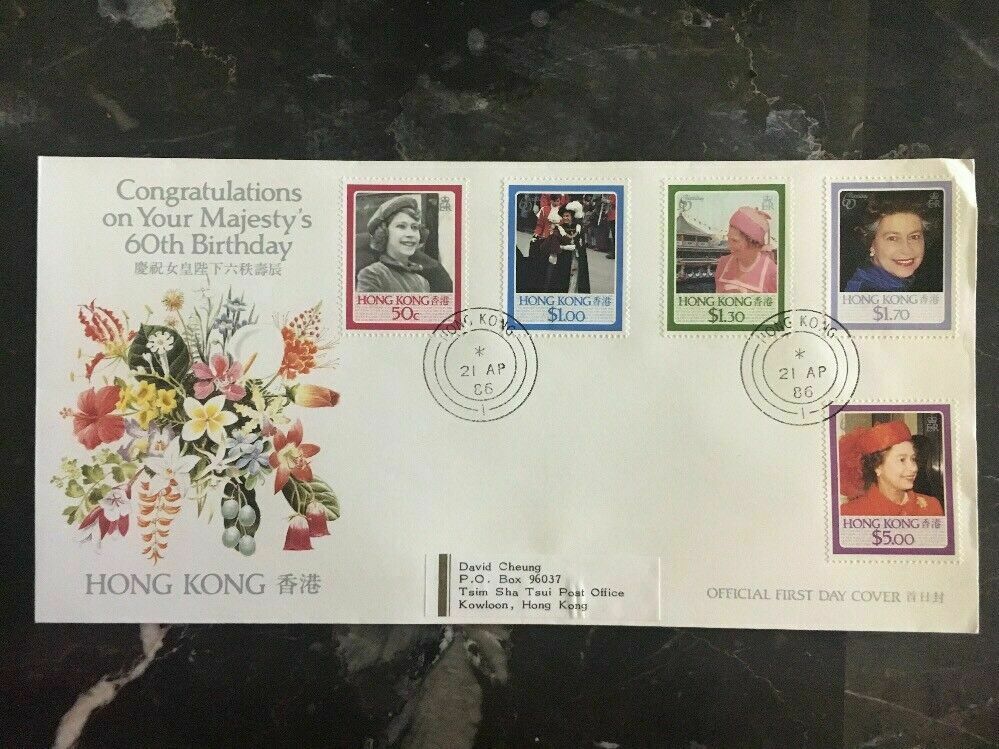 Congratulations
on Your Majesty's
60th Birthday
慶祝女皇陛下六秩壽辰
HONG KONG 香港
50c
HONG KONG 香港
$1.00
HONG KONG 香港
$1.30
HONG KONG 香港
$1.70
HONG KONG
*
21 AP
86
1
HONG KONG
*
21 AP
86
1
HONG KONG 香港
$5.00
HONG KONG 香港
David Cheung
P.O. Box 96037
Tsim Sha Tsui Post Office
Kowloon, Hong Kong
OFFICIAL FIRST DAY COVER 首日封